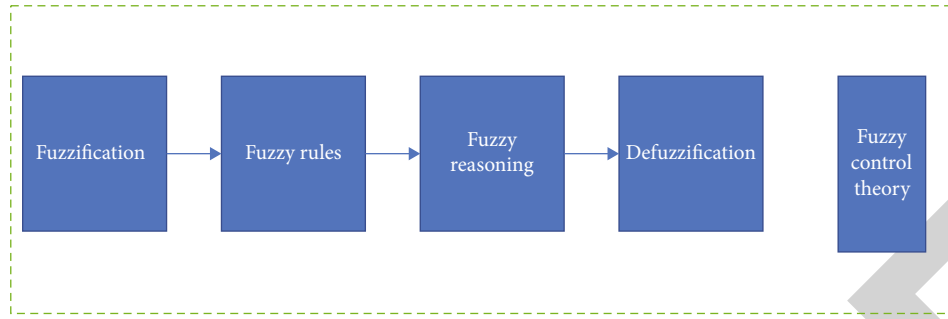 Fuzzification
Fuzzy rules
Fuzzy
reasoning
Defuzzification
Fuzzy
control
theory